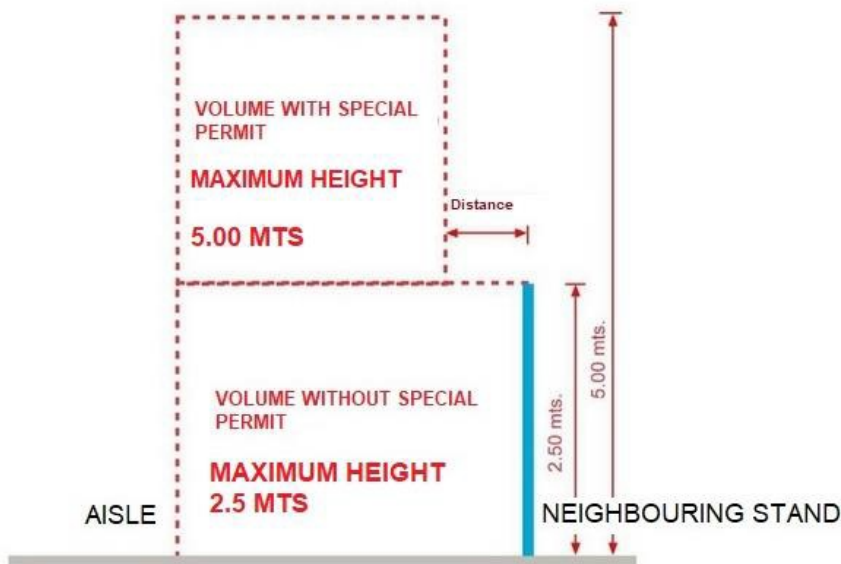 VOLUME WITH SPECIAL
PERMIT
MAXIMUM HEIGHT
5.00 MTS
Distance
5.00 mts.
2.50 mts.
VOLUME WITHOUT SPECIAL
PERMIT
MAXIMUM HEIGHT
2.5 MTS
AISLE
NEIGHBOURING STAND